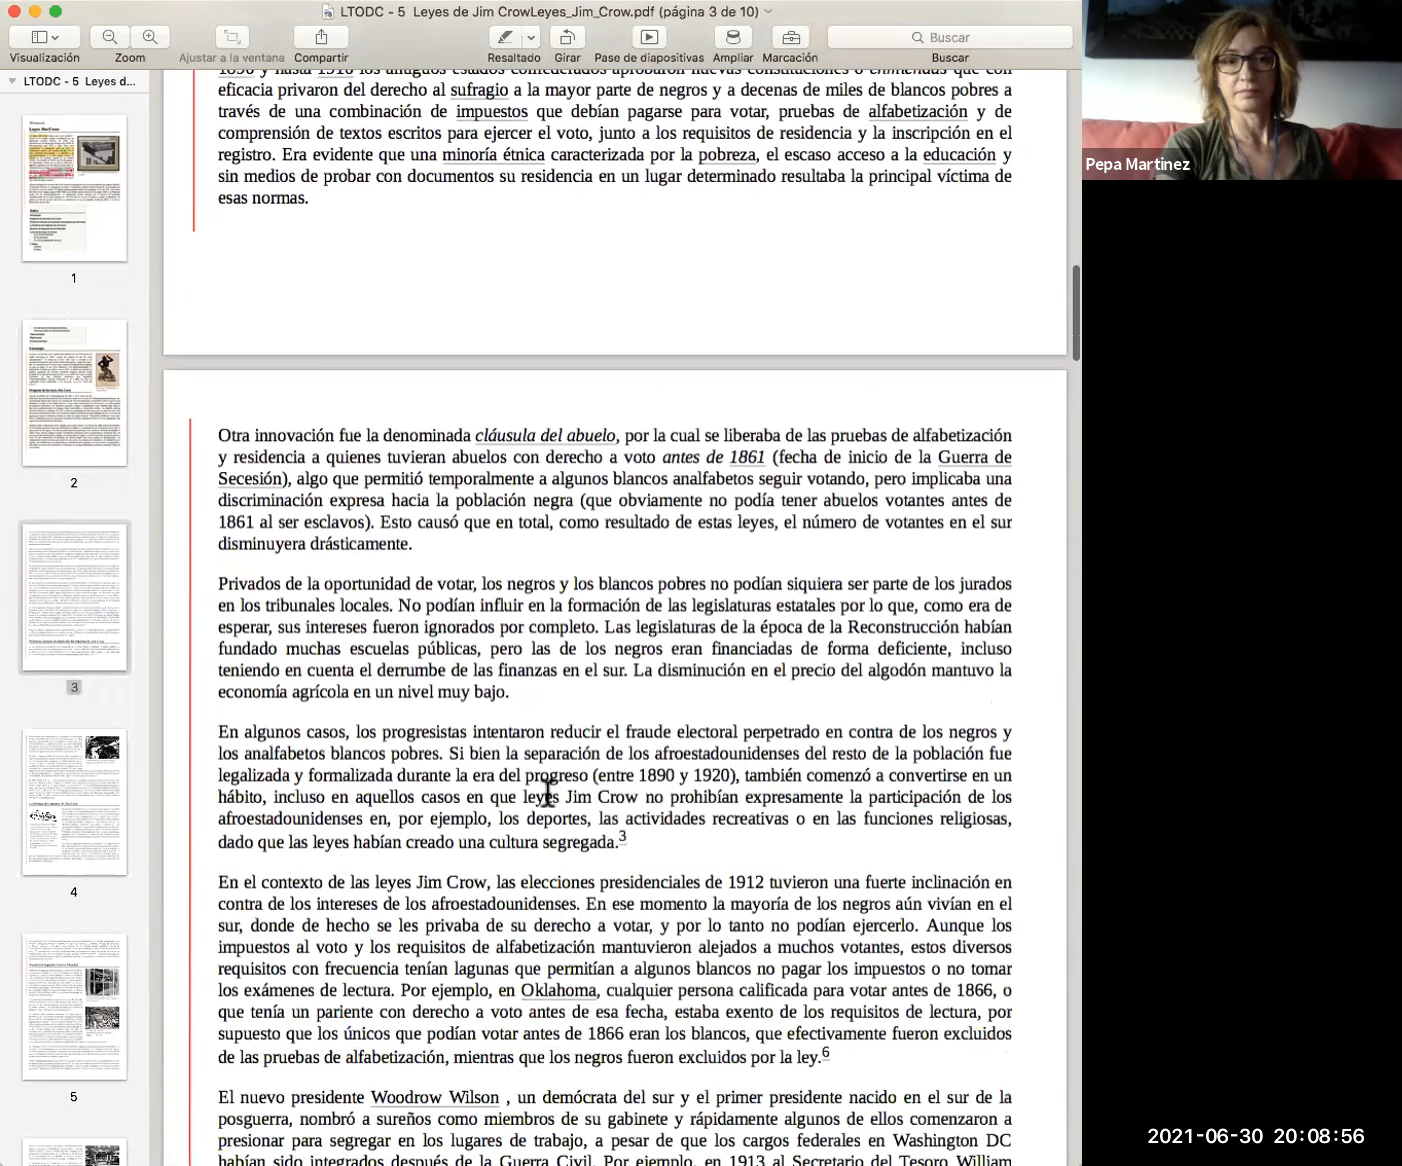 LTODC - 5 Leyes de Jim CrowLeyes_Jim_Crow.pdf (página 3 de 10)
Visualización
Zoom
Ajustar a la ventana
Compartir
Resaltado
Girar
Pase de diapositivas
Ampliar
Marcación
Buscar
Buscar
LTODC - 5 Leyes d...
1
2
3
4
5
1890 y hasta 1910 los antiguos estados confederados aprobaron nuevas constituciones o enmiendas que con
eficacia privaron del derecho al sufragio a la mayor parte de negros y a decenas de miles de blancos pobres a
través de una combinación de impuestos que debían pagarse para votar, pruebas de alfabetización y de
comprensión de textos escritos para ejercer el voto, junto a los requisitos de residencia y la inscripción en el
registro. Era evidente que una minoría étnica caracterizada por la pobreza, el escaso acceso a la educación y
sin medios de probar con documentos su residencia en un lugar determinado resultaba la principal víctima de
esas normas.
Otra innovación fue la denominada cláusula del abuelo, por la cual se liberaba de las pruebas de alfabetización
y residencia a quienes tuvieran abuelos con derecho a voto antes de 1861 (fecha de inicio de la Guerra de
Secesión), algo que permitió temporalmente a algunos blancos analfabetos seguir votando, pero implicaba una
discriminación expresa hacia la población negra (que obviamente no podía tener abuelos votantes antes de
1861 al ser esclavos). Esto causó que en total, como resultado de estas leyes, el número de votantes en el sur
disminuyera drásticamente.
Privados de la oportunidad de votar, los negros y los blancos pobres no podían siquiera ser parte de los jurados
en los tribunales locales. No podían influir en la formación de las legislaturas estatales por lo que, como era de
esperar, sus intereses fueron ignorados por completo. Las legislaturas de la época de la Reconstrucción habían
fundado muchas escuelas públicas, pero las de los negros eran financiadas de forma deficiente, incluso
teniendo en cuenta el derrumbe de las finanzas en el sur. La disminución en el precio del algodón mantuvo la
economía agrícola en un nivel muy bajo.
En algunos casos, los progresistas intentaron reducir el fraude electoral perpetrado en contra de los negros y
los analfabetos blancos pobres. Si bien la separación de los afroestadounidenses del resto de la población fue
legalizada y formalizada durante la era del progreso (entre 1890 y 1920), también comenzó a convertirse en un
hábito, incluso en aquellos casos en que leyes Jim Crow no prohibían expresamente la participación de los
afroestadounidenses en, por ejemplo, los deportes, las actividades recreativas o en las funciones religiosas,
dado que las leyes habían creado una cultura segregada.3
En el contexto de las leyes Jim Crow, las elecciones presidenciales de 1912 tuvieron una fuerte inclinación en
contra de los intereses de los afroestadounidenses. En ese momento la mayoría de los negros aún vivían en el
sur, donde de hecho se les privaba de su derecho a votar, y por lo tanto no podían ejercerlo. Aunque los
impuestos al voto y los requisitos de alfabetización mantuvieron alejados a muchos votantes, estos diversos
requisitos con frecuencia tenían lagunas que permitían a algunos blancos no pagar los impuestos o no tomar
los exámenes de lectura. Por ejemplo, en Oklahoma, cualquier persona calificada para votar antes de 1866, o
que tenía un pariente con derecho a voto antes de esa fecha, estaba exento de los requisitos de lectura, por
supuesto que los únicos que podían votar antes de 1866 eran los blancos, que efectivamente fueron excluidos
de las pruebas de alfabetización, mientras que los negros fueron excluidos por la ley.6
El nuevo presidente Woodrow Wilson , un demócrata del sur y el primer presidente nacido en el sur de la
posguerra, nombró a sureños como miembros de su gabinete y rápidamente algunos de ellos comenzaron a
presionar para segregar en los lugares de trabajo, a pesar de que los cargos federales en Washington DC
habían sido integrados después de la Guerra Civil. Por ejemplo, en 1913 al Secretario del Tesoro William
Pepa Martinez
2021-06-30 20:08:56